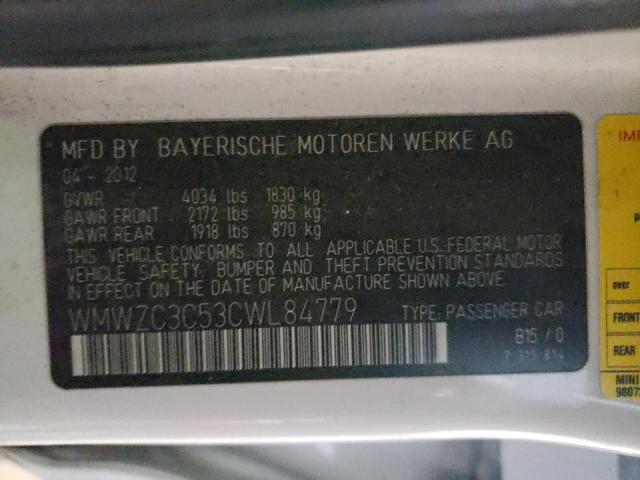 MFD BY BAYERISCHE MOTOREN WERKE AG
04 - 2012
GVWR 4034 lbs 1830 kg
GAWR FRONT 2172 lbs 985 kg
GAWR REAR 1918 lbs 870 kg
THIS VEHICLE CONFORMS TO ALL APPLICABLE U.S. FEDERAL MOTOR
VEHICLE SAFETY, BUMPER AND THEFT PREVENTION STANDARDS
IN EFFECT ON THE DATE OF MANUFACTURE SHOWN ABOVE.
WMWZC3C53CWL84779 TYPE: PASSENGER CAR
B15 / 0
7 315 814
over
FRONT
REAR
MINI